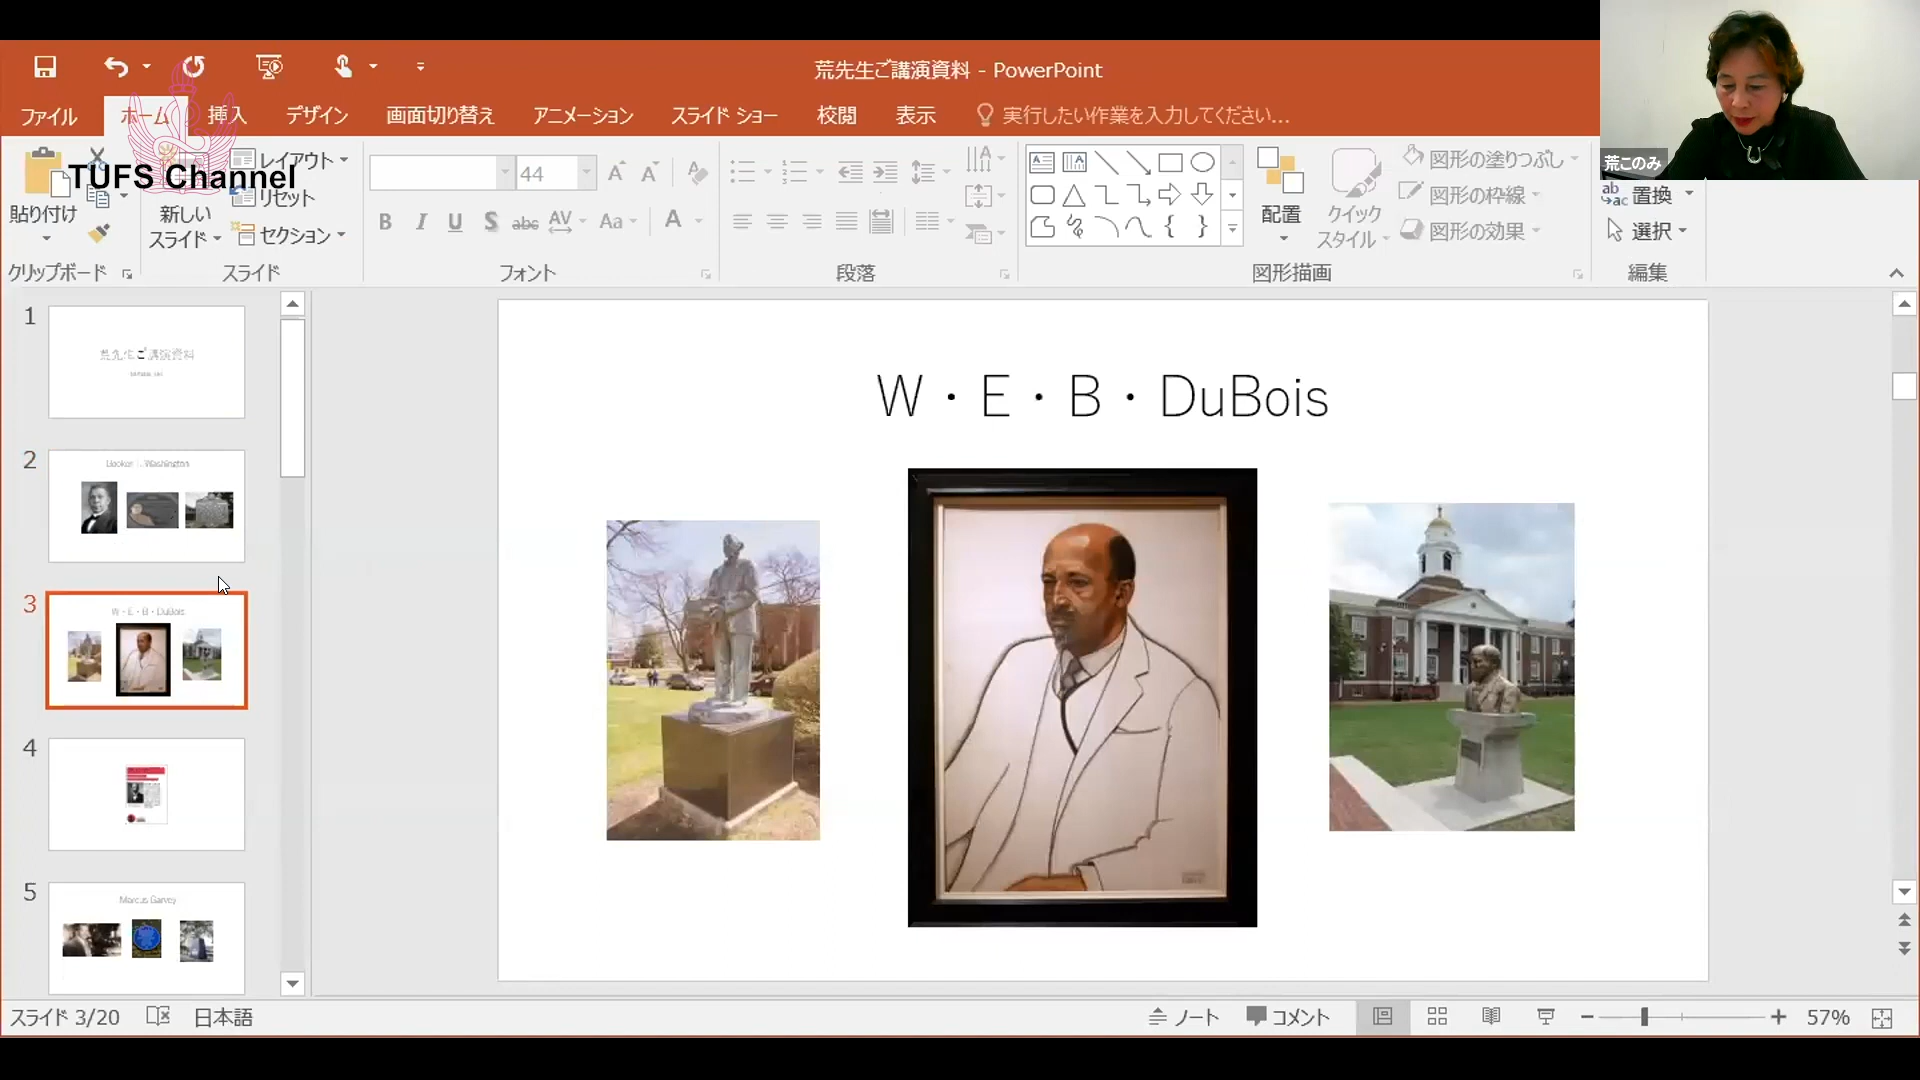 荒先生ご講演資料 - PowerPoint
ファイル
ホーム
挿入
デザイン
画面切り替え
アニメーション
スライド ショー
校閲
表示
実行したい作業を入力してください...
荒このみ
TUFS Channel
貼り付け
クリップボード
新しい
スライド
レイアウト
リセット
セクション
スライド
44
B I U S abc AV Aa A
フォント
段落
配置
クイック
スタイル
図形の塗りつぶし
図形の枠線
図形の効果
図形描画
置換
選択
編集
1
荒先生ご講演資料
2
Booker T. Washington
3
W・E・B・DuBois
4
5
Marcus Garvey
W・E・B・DuBois
スライド 3/20
日本語
ノート
コメント
57%